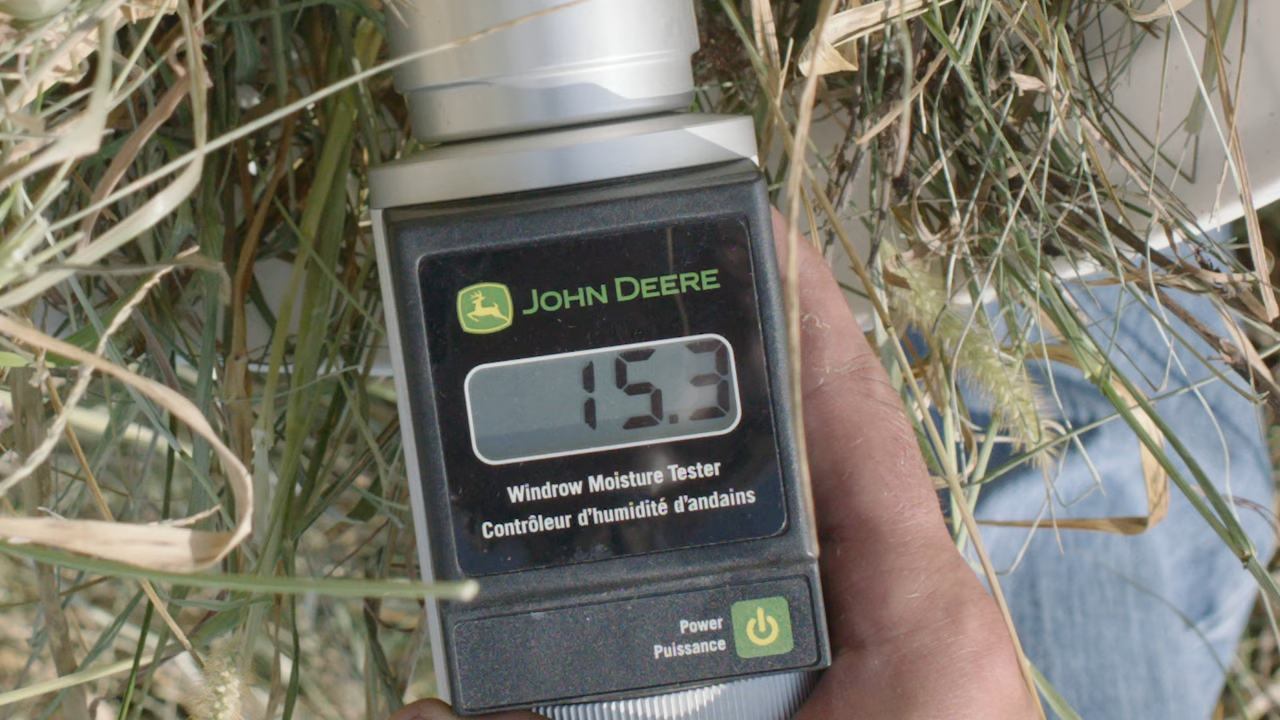 JOHN DEERE
15.3
Windrow Moisture Tester
Contrôleur d'humidité d'andains
Power
Puissance